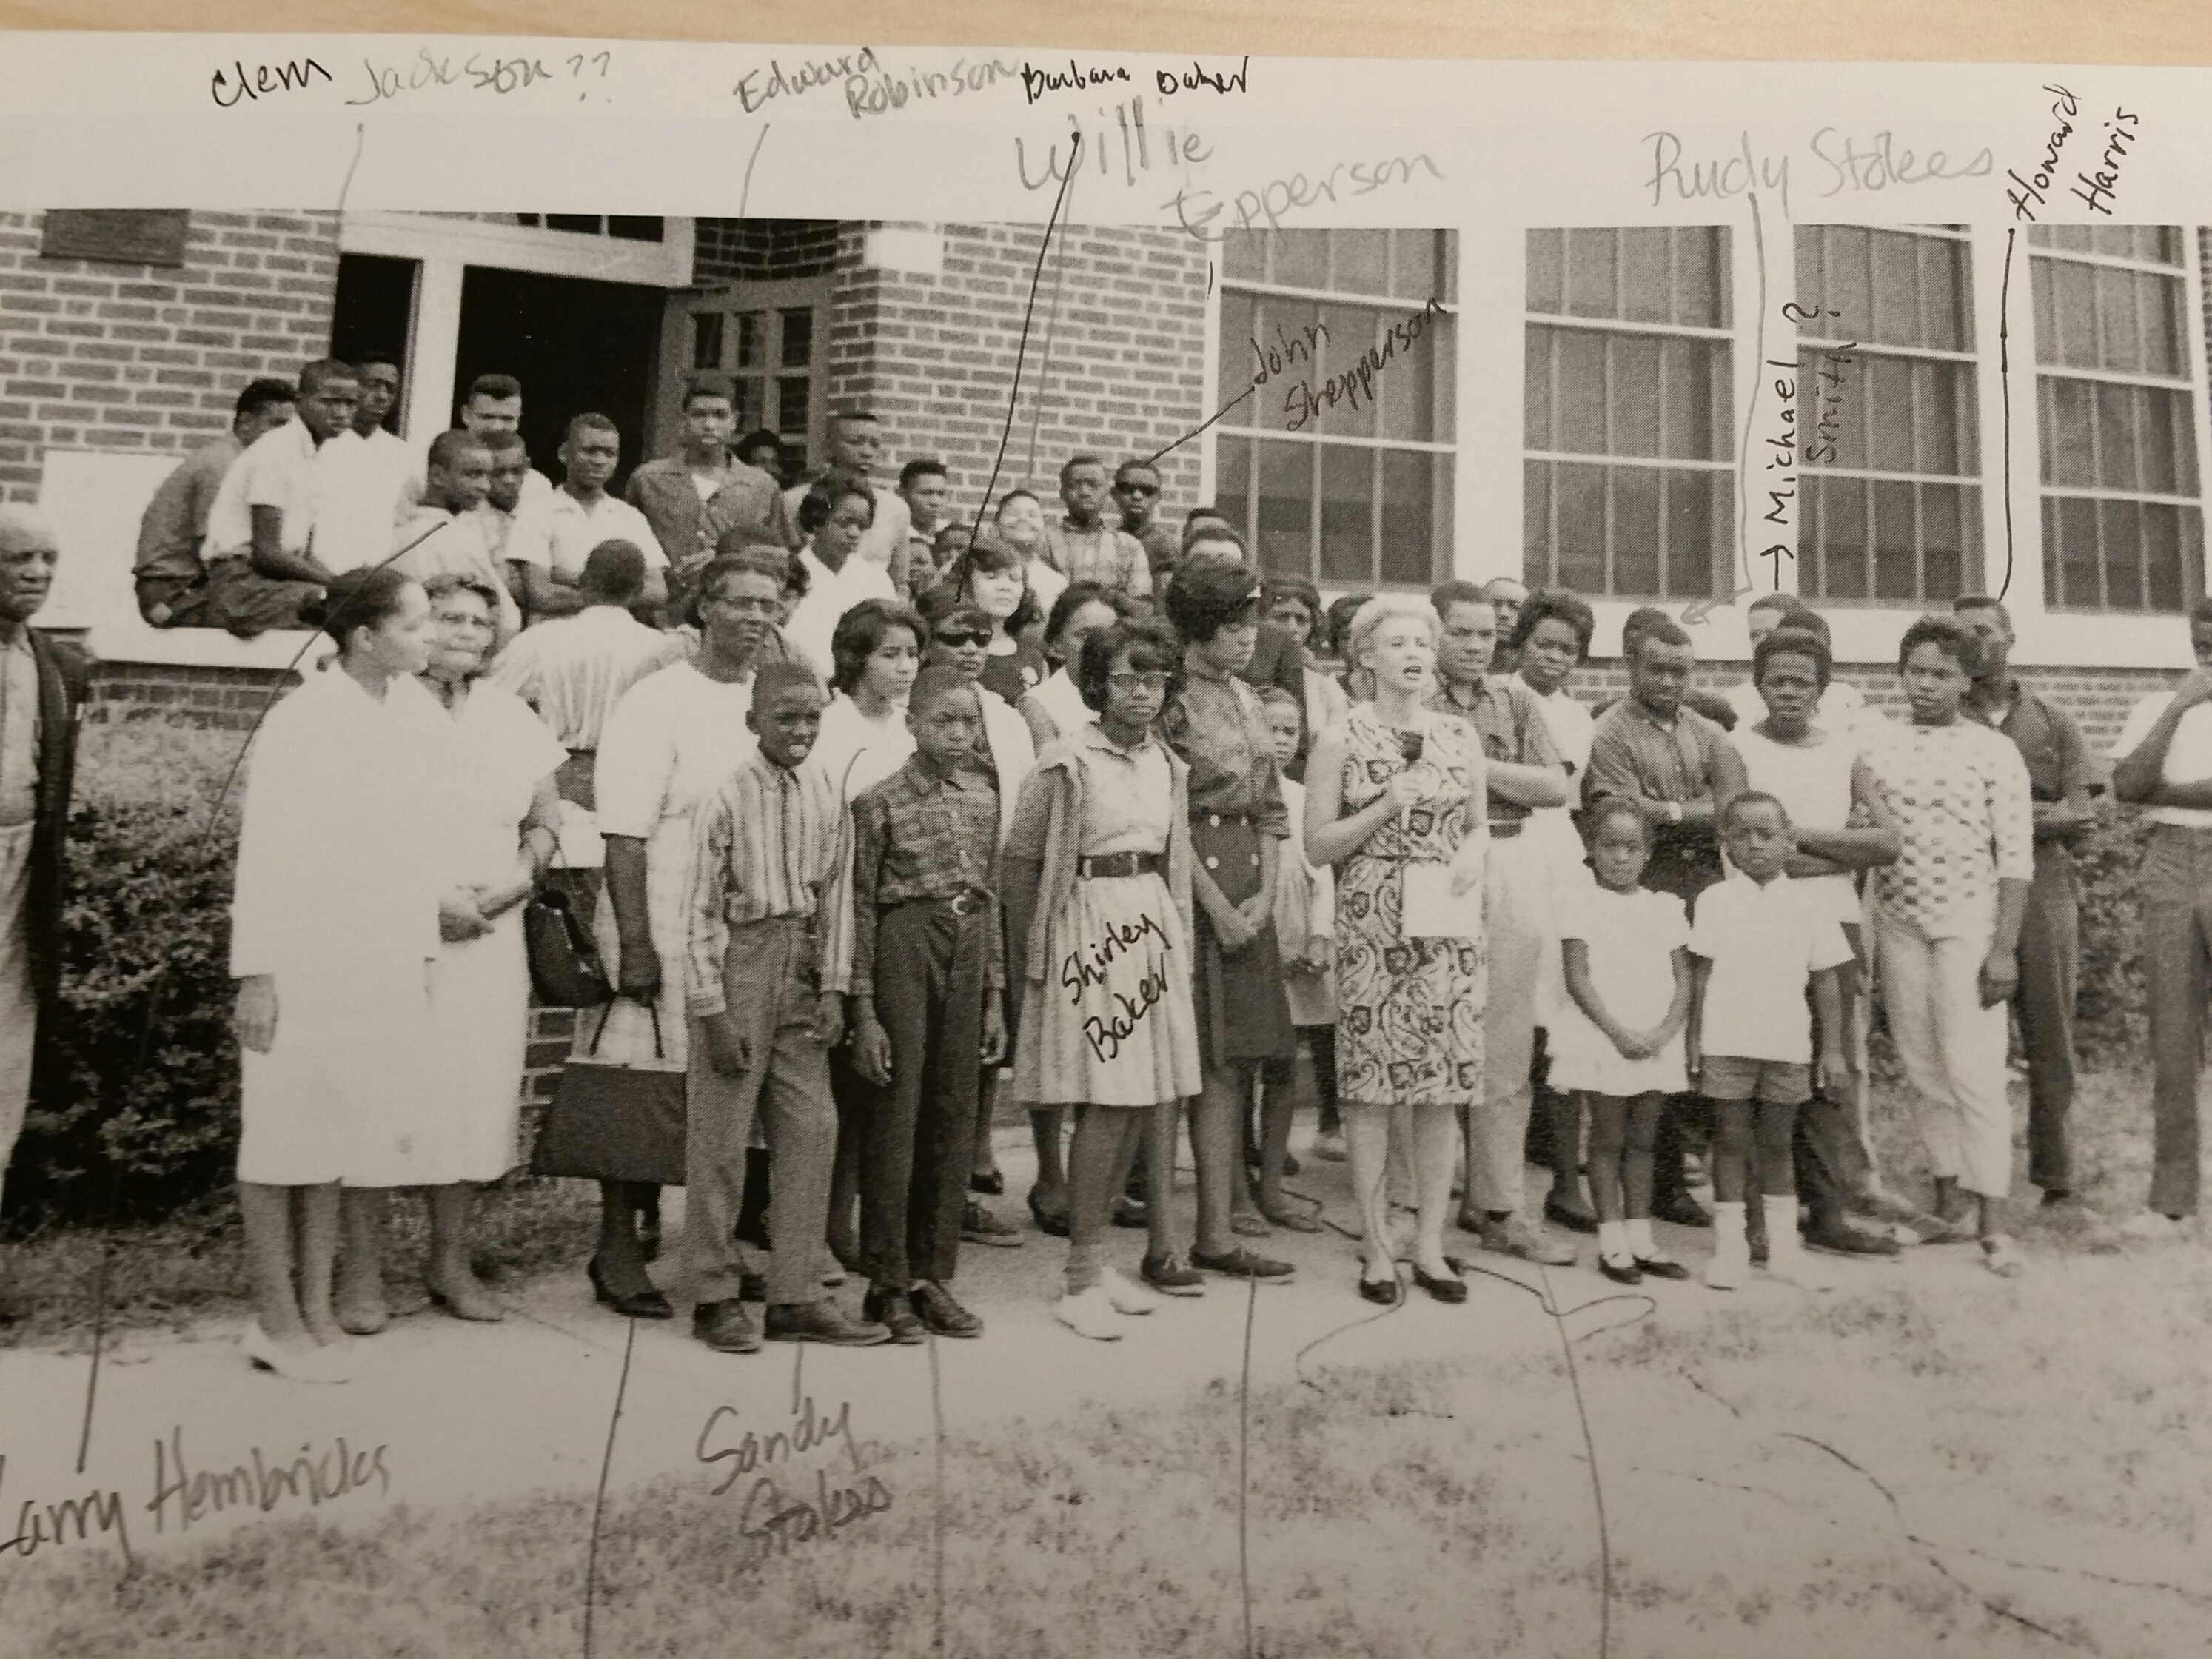 Clem Jackson ??
Edward
Robinson
Barbara Baker
Willie
Epperson
Rudy Stokes
Howard
Harris
John
Shepperson
→ Michael ?
Smith?
Shirley
Baker
Larry Hembricks
Sandy
Stokes